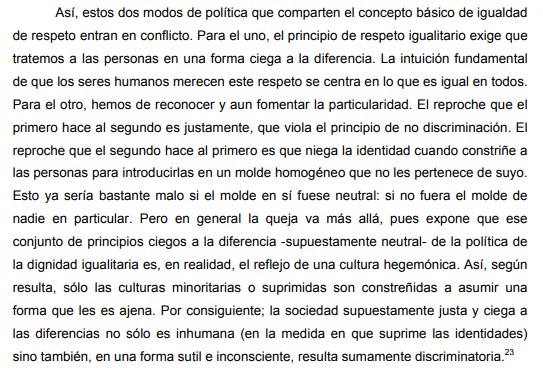 Así, estos dos modos de política que comparten el concepto básico de igualdad
de respeto entran en conflicto. Para el uno, el principio de respeto igualitario exige que
tratemos a las personas en una forma ciega a la diferencia. La intuición fundamental
de que los seres humanos merecen este respeto se centra en lo que es igual en todos.
Para el otro, hemos de reconocer y aun fomentar la particularidad. El reproche que el
primero hace al segundo es justamente, que viola el principio de no discriminación. El
reproche que el segundo hace al primero es que niega la identidad cuando constriñe a
las personas para introducirlas en un molde homogéneo que no les pertenece de suyo.
Esto ya sería bastante malo si el molde en sí fuese neutral: si no fuera el molde de
nadie en particular. Pero en general la queja va más allá, pues expone que ese
conjunto de principios ciegos a la diferencia -supuestamente neutral- de la política de
la dignidad igualitaria es, en realidad, el reflejo de una cultura hegemónica. Así, según
resulta, sólo las culturas minoritarias o suprimidas son constreñidas a asumir una
forma que les es ajena. Por consiguiente; la sociedad supuestamente justa y ciega a
las diferencias no sólo es inhumana (en la medida en que suprime las identidades)
sino también, en una forma sutil e inconsciente, resulta sumamente discriminatoria.23